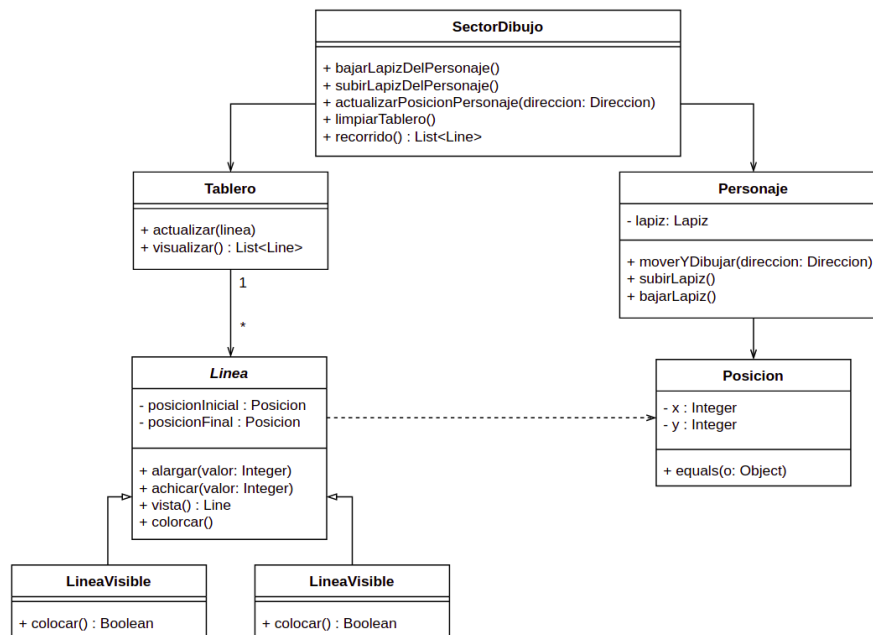 SectorDibujo
+ bajarLapizDelPersonaje()
+ subirLapizDelPersonaje()
+ actualizarPosicionPersonaje(direccion: Direccion)
+ limpiarTablero()
+ recorrido() : List<Line>
Tablero
+ actualizar(linea)
+ visualizar() : List<Line>
Personaje
- lapiz: Lapiz
+ moverYDibujar(direccion: Direccion)
+ subirLapiz()
+ bajarLapiz()
1
*
Linea
- posicionInicial : Posicion
- posicionFinal : Posicion
+ alargar(valor: Integer)
+ achicar(valor: Integer)
+ vista() : Line
+ colorcar()
Posicion
- x : Integer
- y : Integer
+ equals(o: Object)
LineaVisible
+ colocar() : Boolean
LineaVisible
+ colocar() : Boolean